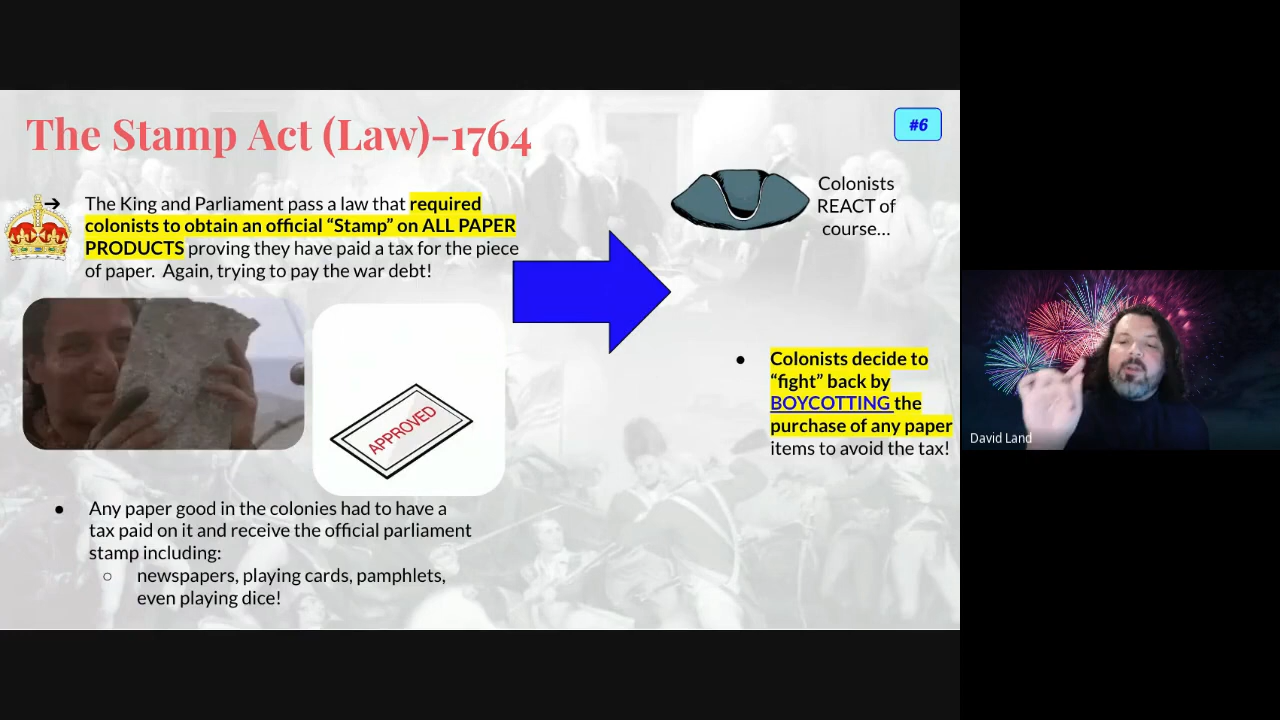 The Stamp Act (Law)-1764
#6
➔ The King and Parliament pass a law that required
colonists to obtain an official “Stamp” on ALL PAPER
PRODUCTS proving they have paid a tax for the piece
of paper. Again, trying to pay the war debt!
APPROVED
● Any paper good in the colonies had to have a
tax paid on it and receive the official parliament
stamp including:
○ newspapers, playing cards, pamphlets,
even playing dice!
Colonists
REACT of
course...
● Colonists decide to
“fight” back by
BOYCOTTING the
purchase of any paper
items to avoid the tax!
David Land